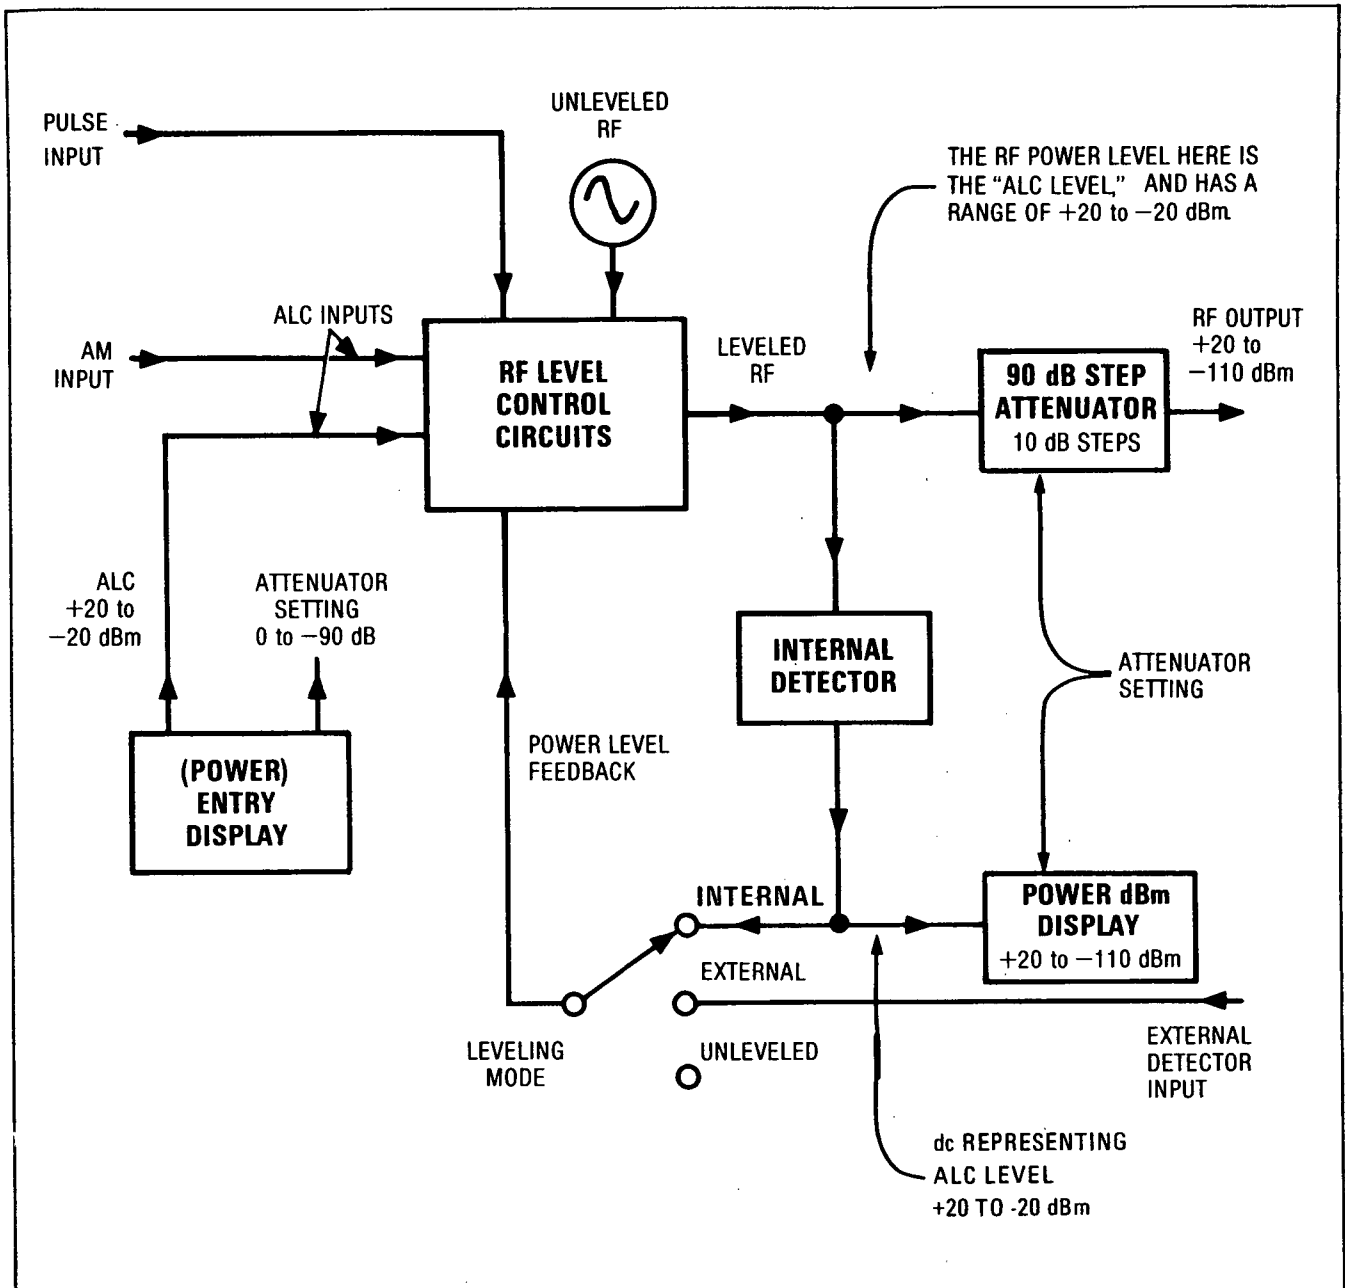 PULSE
INPUT
UNLEVELED
RF
THE RF POWER LEVEL HERE IS
THE “ALC LEVEL,” AND HAS A
RANGE OF +20 to −20 dBm.
ALC INPUTS
AM
INPUT
RF LEVEL
CONTROL
CIRCUITS
LEVELED
RF
90 dB STEP
ATTENUATOR
10 dB STEPS
RF OUTPUT
+20 to
−110 dBm
ALC
+20 to
−20 dBm
ATTENUATOR
SETTING
0 to −90 dB
INTERNAL
DETECTOR
ATTENUATOR
SETTING
(POWER)
ENTRY
DISPLAY
POWER LEVEL
FEEDBACK
INTERNAL
POWER dBm
DISPLAY
+20 to −110 dBm
EXTERNAL
LEVELING
MODE
UNLEVELED
EXTERNAL
DETECTOR
INPUT
dc REPRESENTING
ALC LEVEL
+20 TO -20 dBm